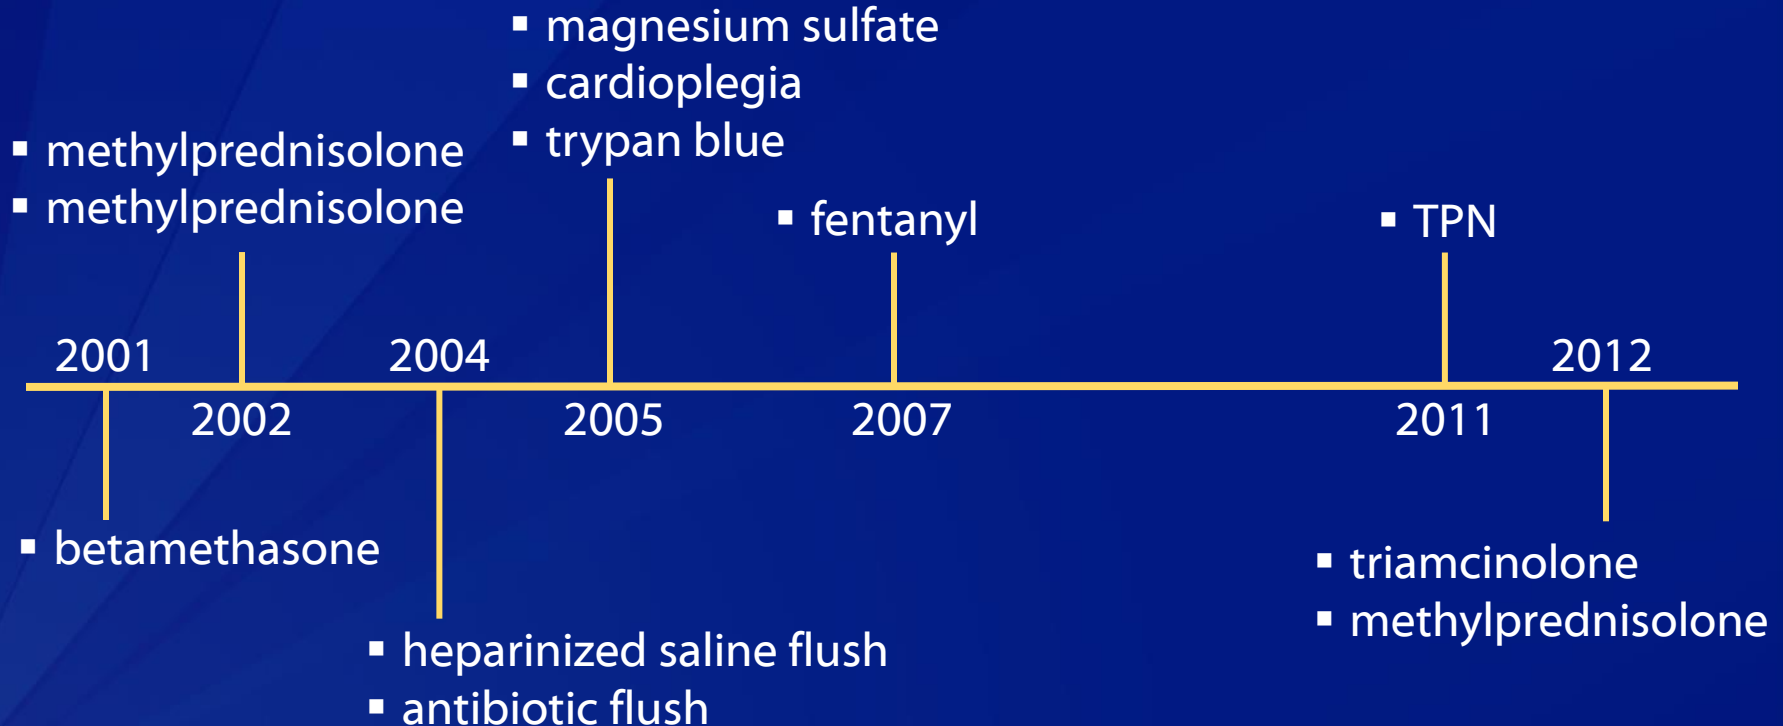 ▪ magnesium sulfate
▪ cardioplegia
▪ trypan blue
▪ methylprednisolone
▪ methylprednisolone
▪ fentanyl
▪ TPN
2001
2004
2012
2002
2005
2007
2011
▪ betamethasone
▪ triamcinolone
▪ methylprednisolone
▪ heparinized saline flush
▪ antibiotic flush